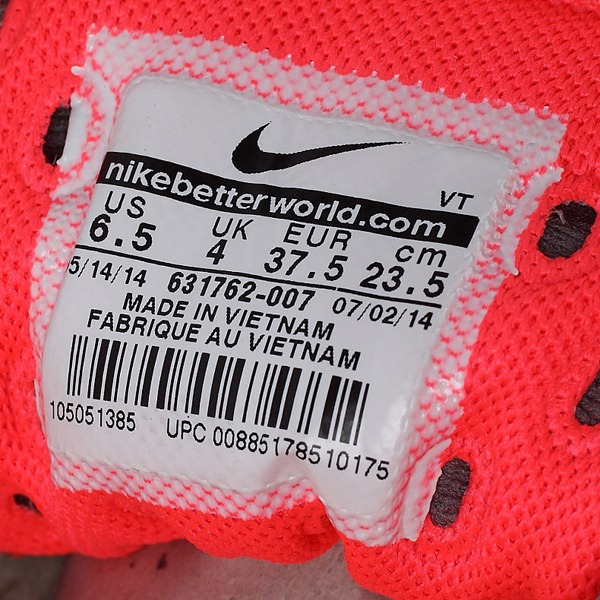 VT
nikebetterworld.com
US UK EUR cm
6.5 4 37.5 23.5
5/14/14 631762-007 07/02/14
MADE IN VIETNAM
FABRIQUE AU VIETNAM
105051385 UPC 00885178510175